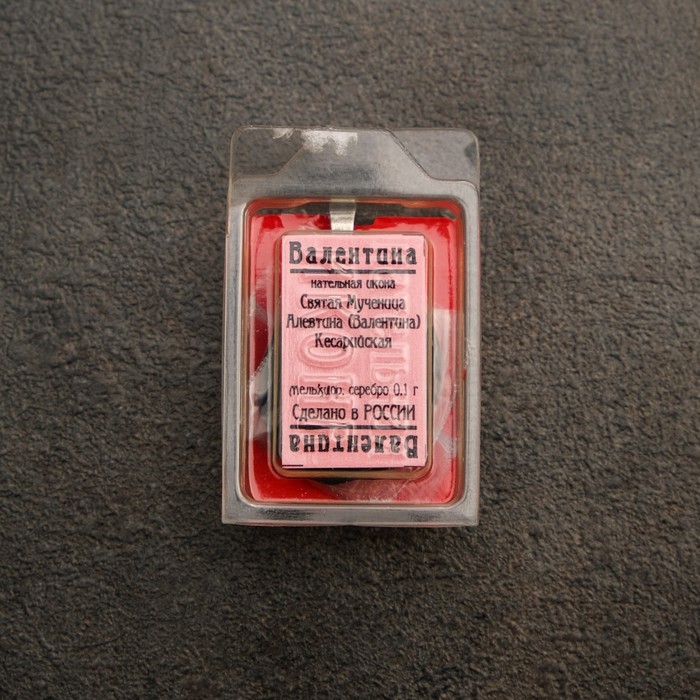 Валентина
нательная икона
Святая Мученица
Алевтина (Валентина)
Кесарийская
мельхиор, серебро 0.1 г
Сделано в РОССИИ
Валентина